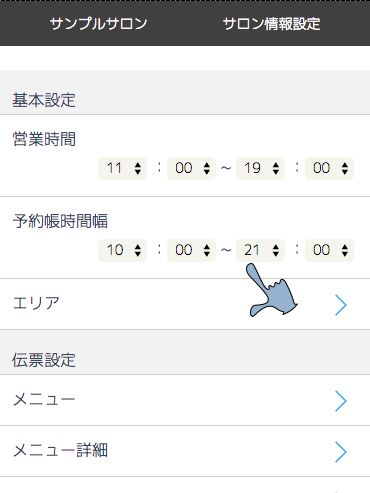 サンプルサロン サロン情報設定
基本設定
営業時間
11 : 00 ～ 19 : 00
予約帳時間幅
10 : 00 ～ 21 : 00
エリア
伝票設定
メニュー
メニュー詳細